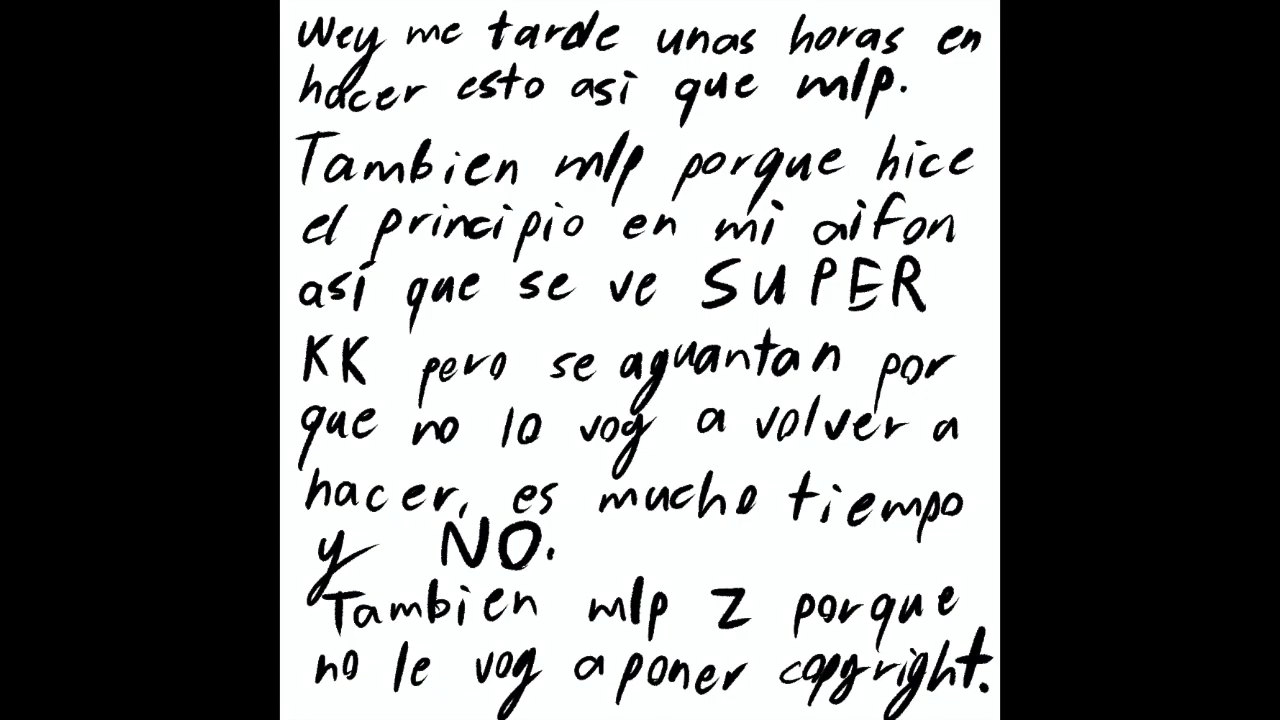 Wey me tarde unas horas en
hacer esto asi que mlp.
Tambien mlp porque hice
el principio en mi aifon
así que se ve SUPER
KK pero se aguantan por
que no lo voy a volver a
hacer, es mucho tiempo
y NO.
Tambien mlp Z porque
no le voy a poner copyright.